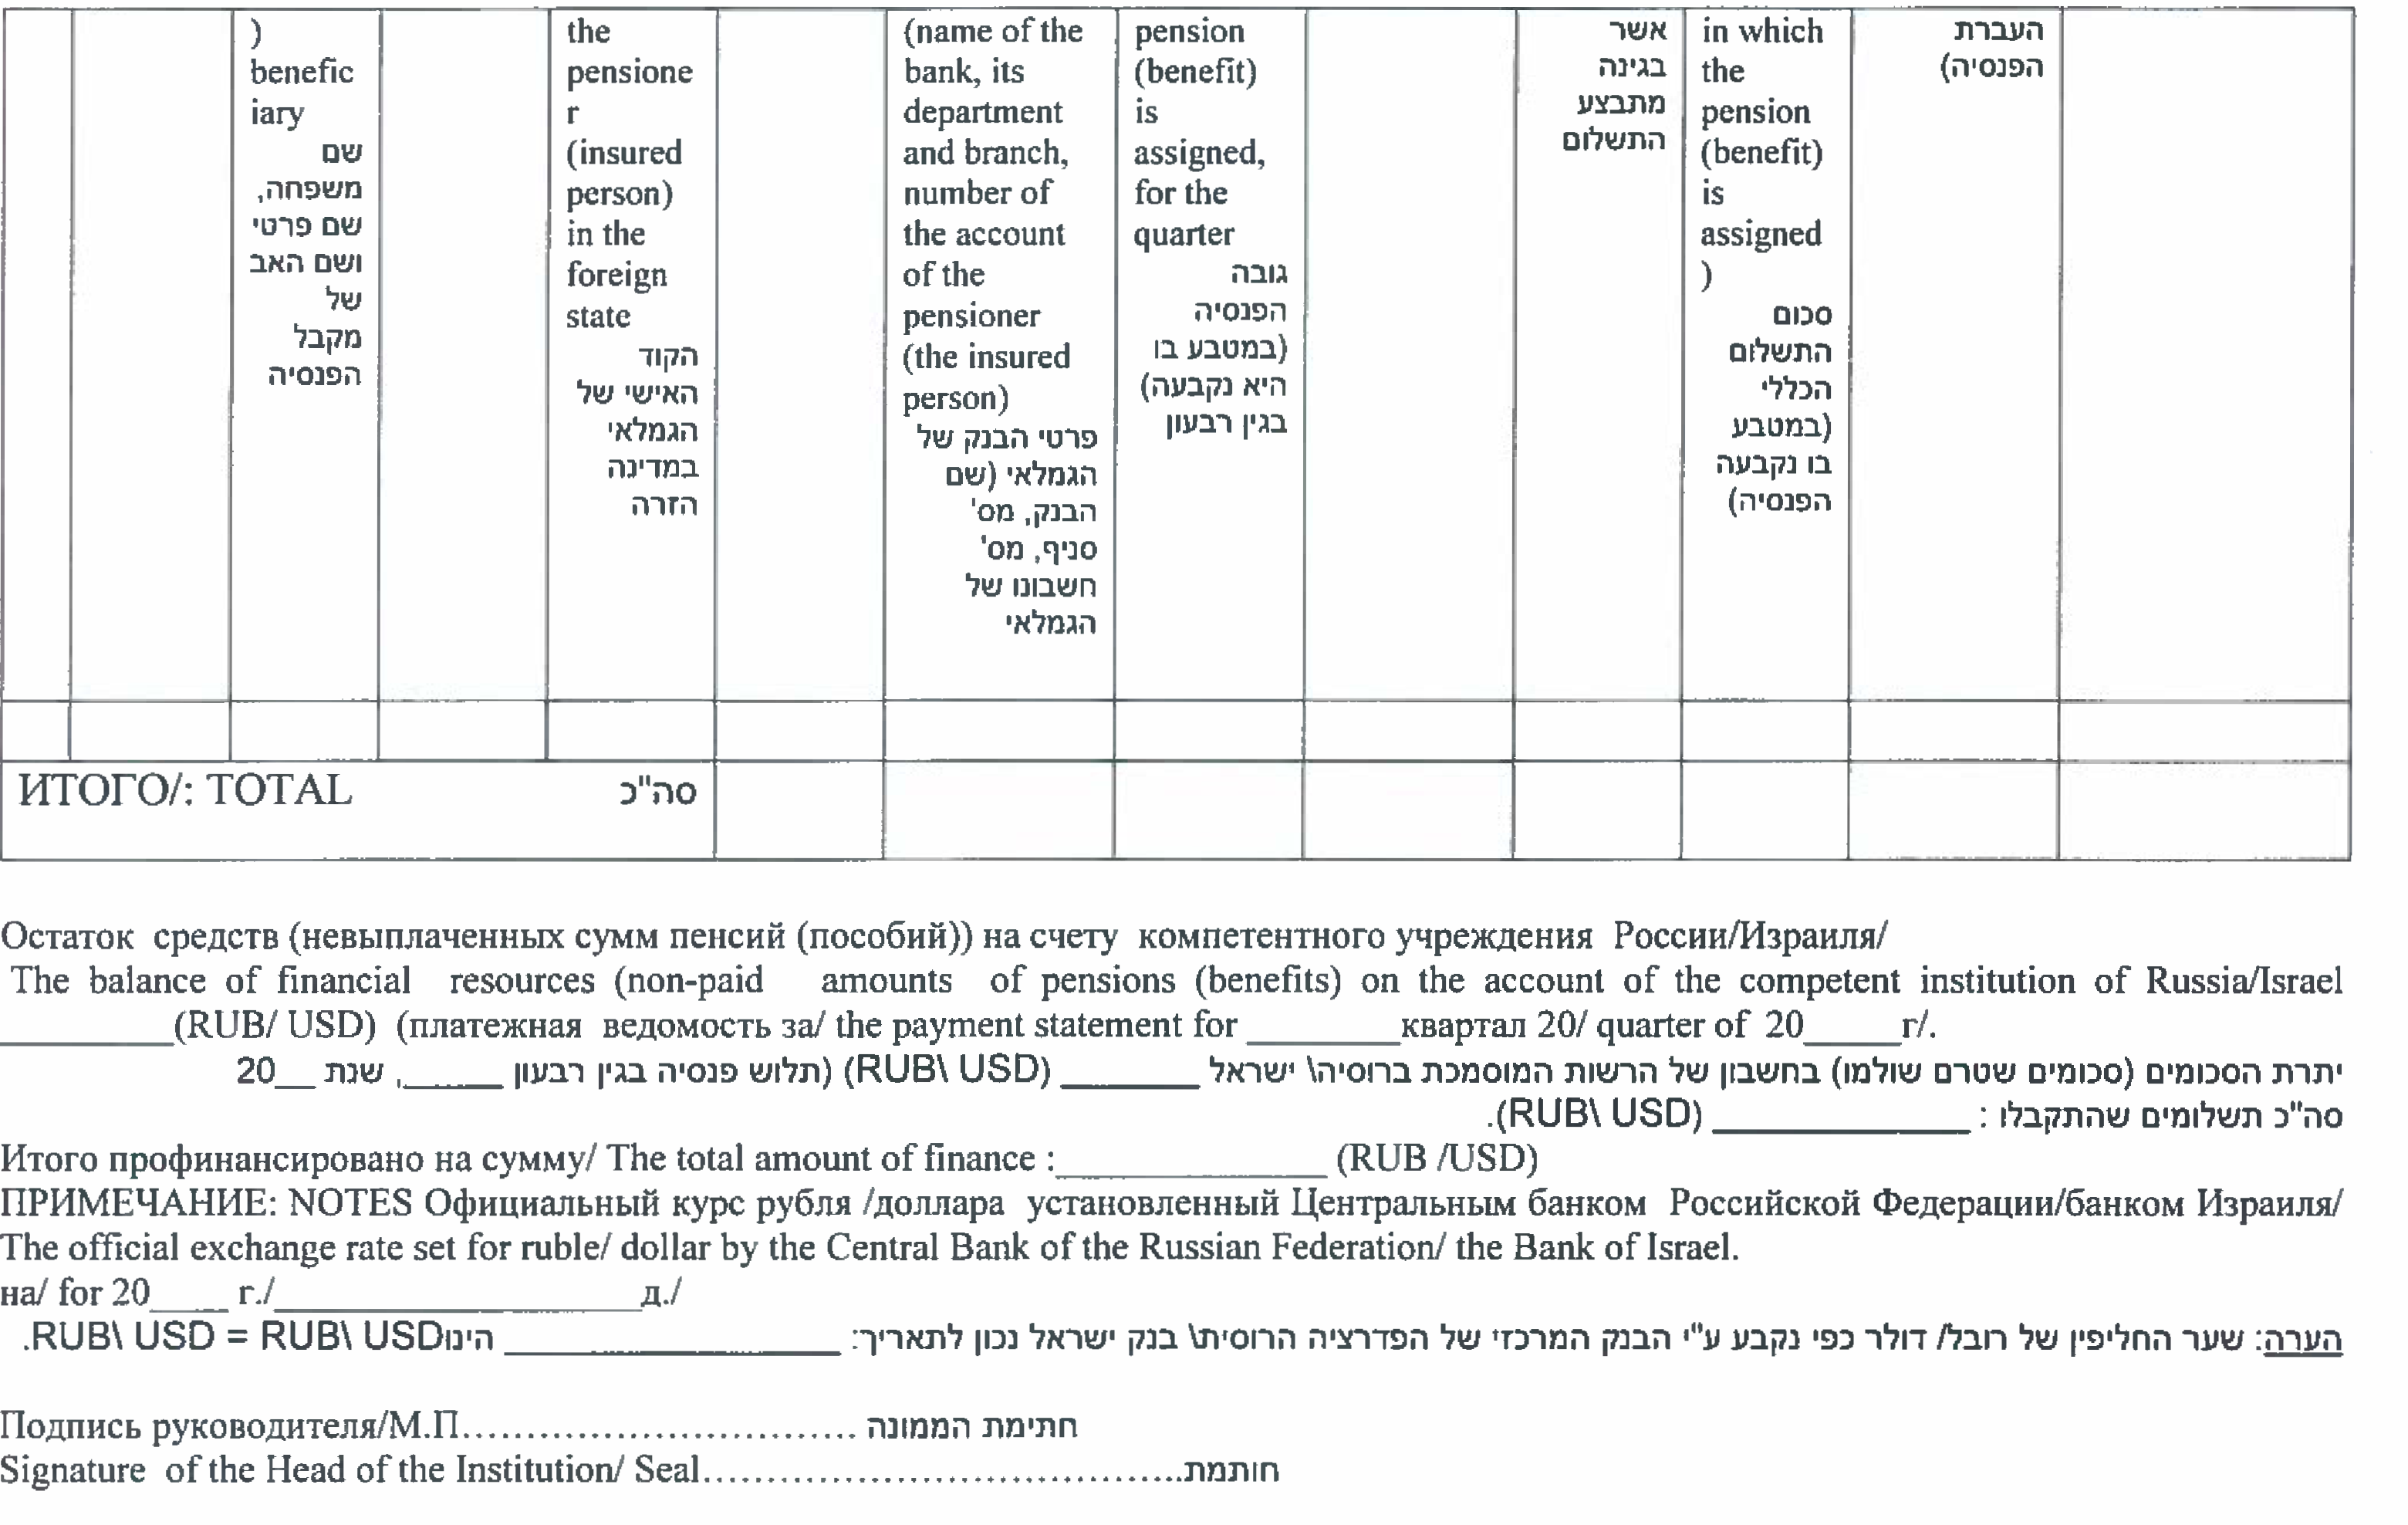 )
benefic
iary
שם
משפחה,
שם פרטי
ושם האב
של
מקבל
הפנסיה
the
pensione
r
(insured
person)
in the
foreign
state
הקוד
האישי של
הגמלאי
במדינה
הזרה
(name of the
bank, its
department
and branch,
number of
the account
of the
pensioner
(the insured
person)
פרטי הבנק של
הגמלאי (שם
הבנק, מס'
סניף, מס'
חשבונו של
הגמלאי
pension
(benefit)
is
assigned,
for the
quarter
גובה
הפנסיה
(במטבע בו
היא נקבעה)
בגין רבעון
אשר
בגינה
מתבצע
התשלום
in which
the
pension
(benefit)
is
assigned
)
סכום
התשלום
הכללי
(במטבע
בו נקבעה
הפנסיה)
העברת
הפנסיה)
ИТОГО/: TOTAL סה"כ
Остаток средств (невыплаченных сумм пенсий (пособий)) на счету компетентного учреждения России/Израиля/
The balance of financial resources (non-paid amounts of pensions (benefits) on the account of the competent institution of Russia/Israel
_________(RUB/ USD) (платежная ведомость за/ the payment statement for ________квартал 20/ quarter of 20_____г/.
יתרת הסכומים (סכומים שטרם שולמו) בחשבון של הרשות המוסמכת ברוסיה\ ישראל ________ (RUB\ USD) (תלוש פנסיה בגין רבעון ______, שנת __20
סה"כ תשלומים שהתקבלו : _______________ (RUB\ USD).
Итого профинансировано на сумму/ The total amount of finance :______________ (RUB /USD)
ПРИМЕЧАНИЕ: NOTES Официальный курс рубля /доллара установленный Центральным банком Российской Федерации/банком Израиля/
The official exchange rate set for ruble/ dollar by the Central Bank of the Russian Federation/ the Bank of Israel.
на/ for 20____ г./___________________д./
הערה: שער החליפין של רובל/ דולר כפי נקבע ע"י הבנק המרכזי של הפדרציה הרוסית\ בנק ישראל נכון לתאריך: ___________________ הינוRUB\ USD = RUB\ USD.
Подпись руководителя/М.П............................... חתימת הממונה
Signature of the Head of the Institution/ Seal.....................................חותמת